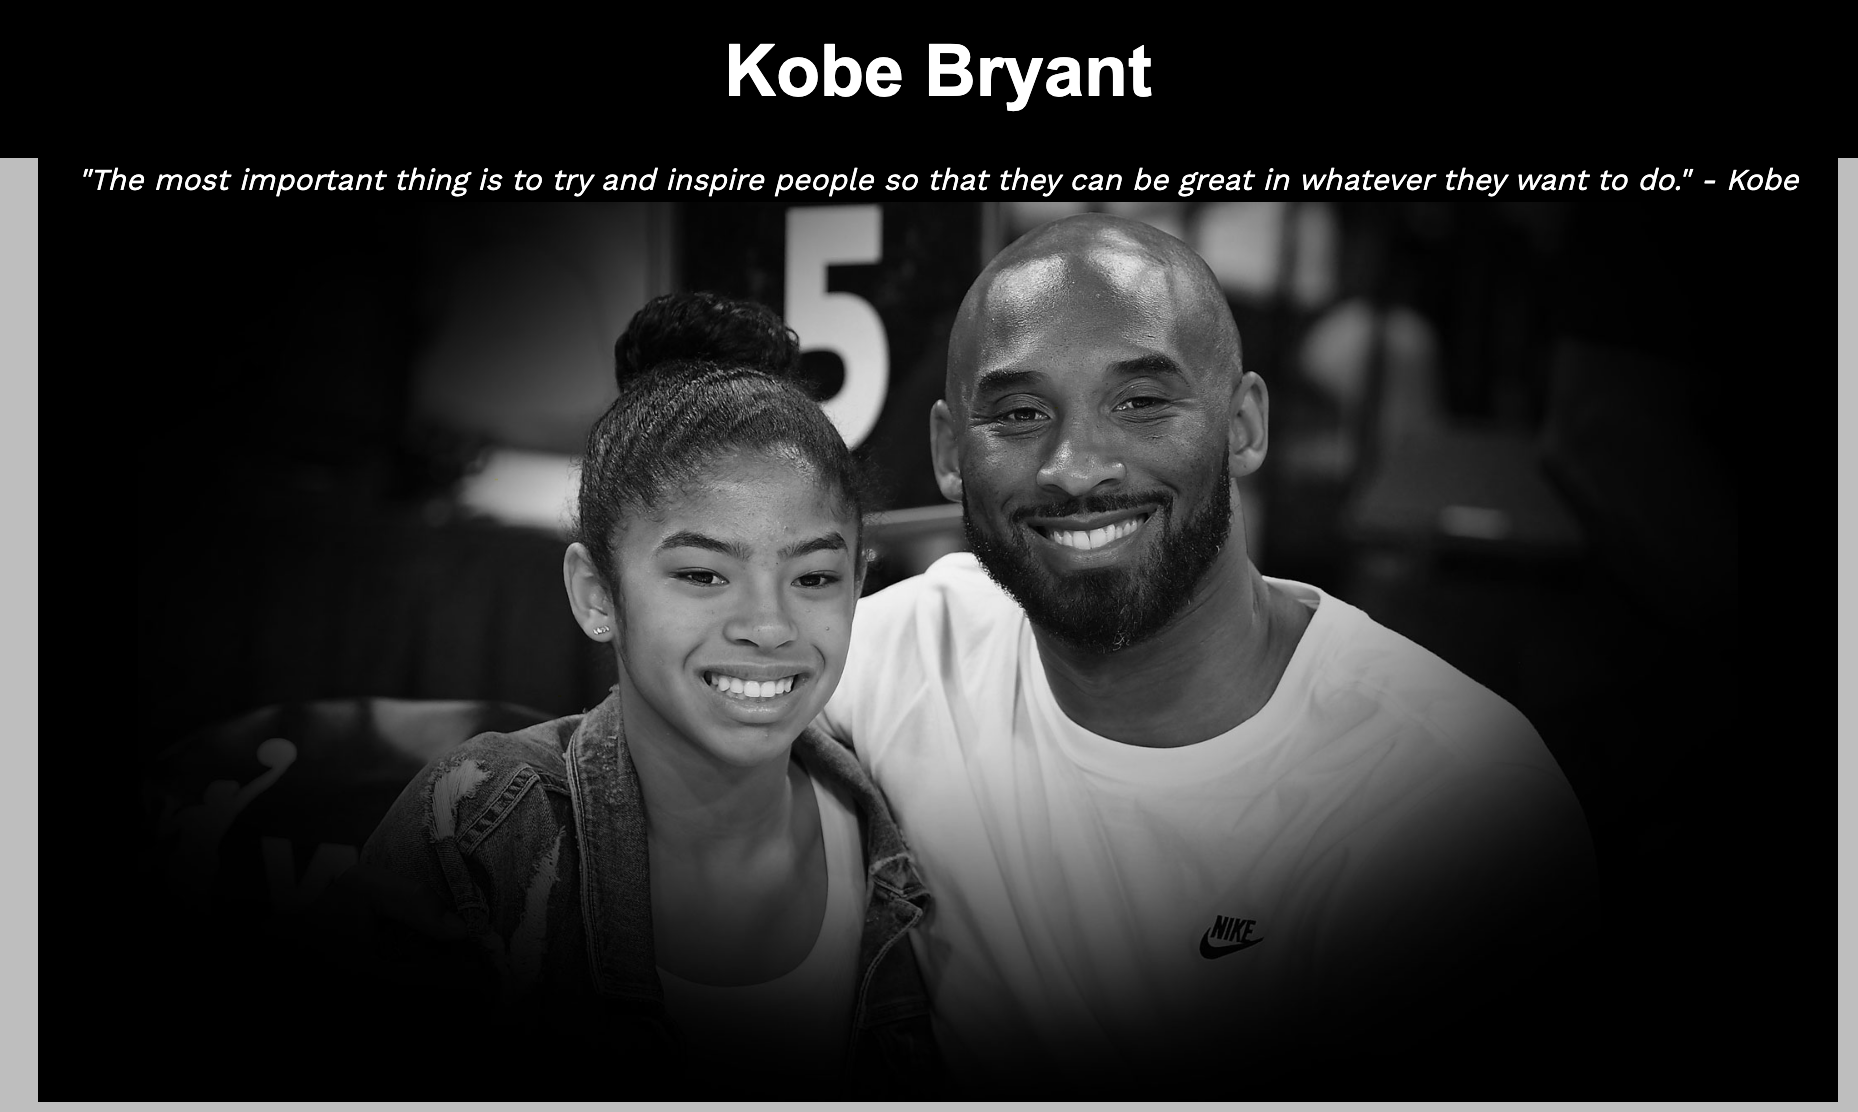 Kobe Bryant
"The most important thing is to try and inspire people so that they can be great in whatever they want to do." - Kobe
5
NIKE